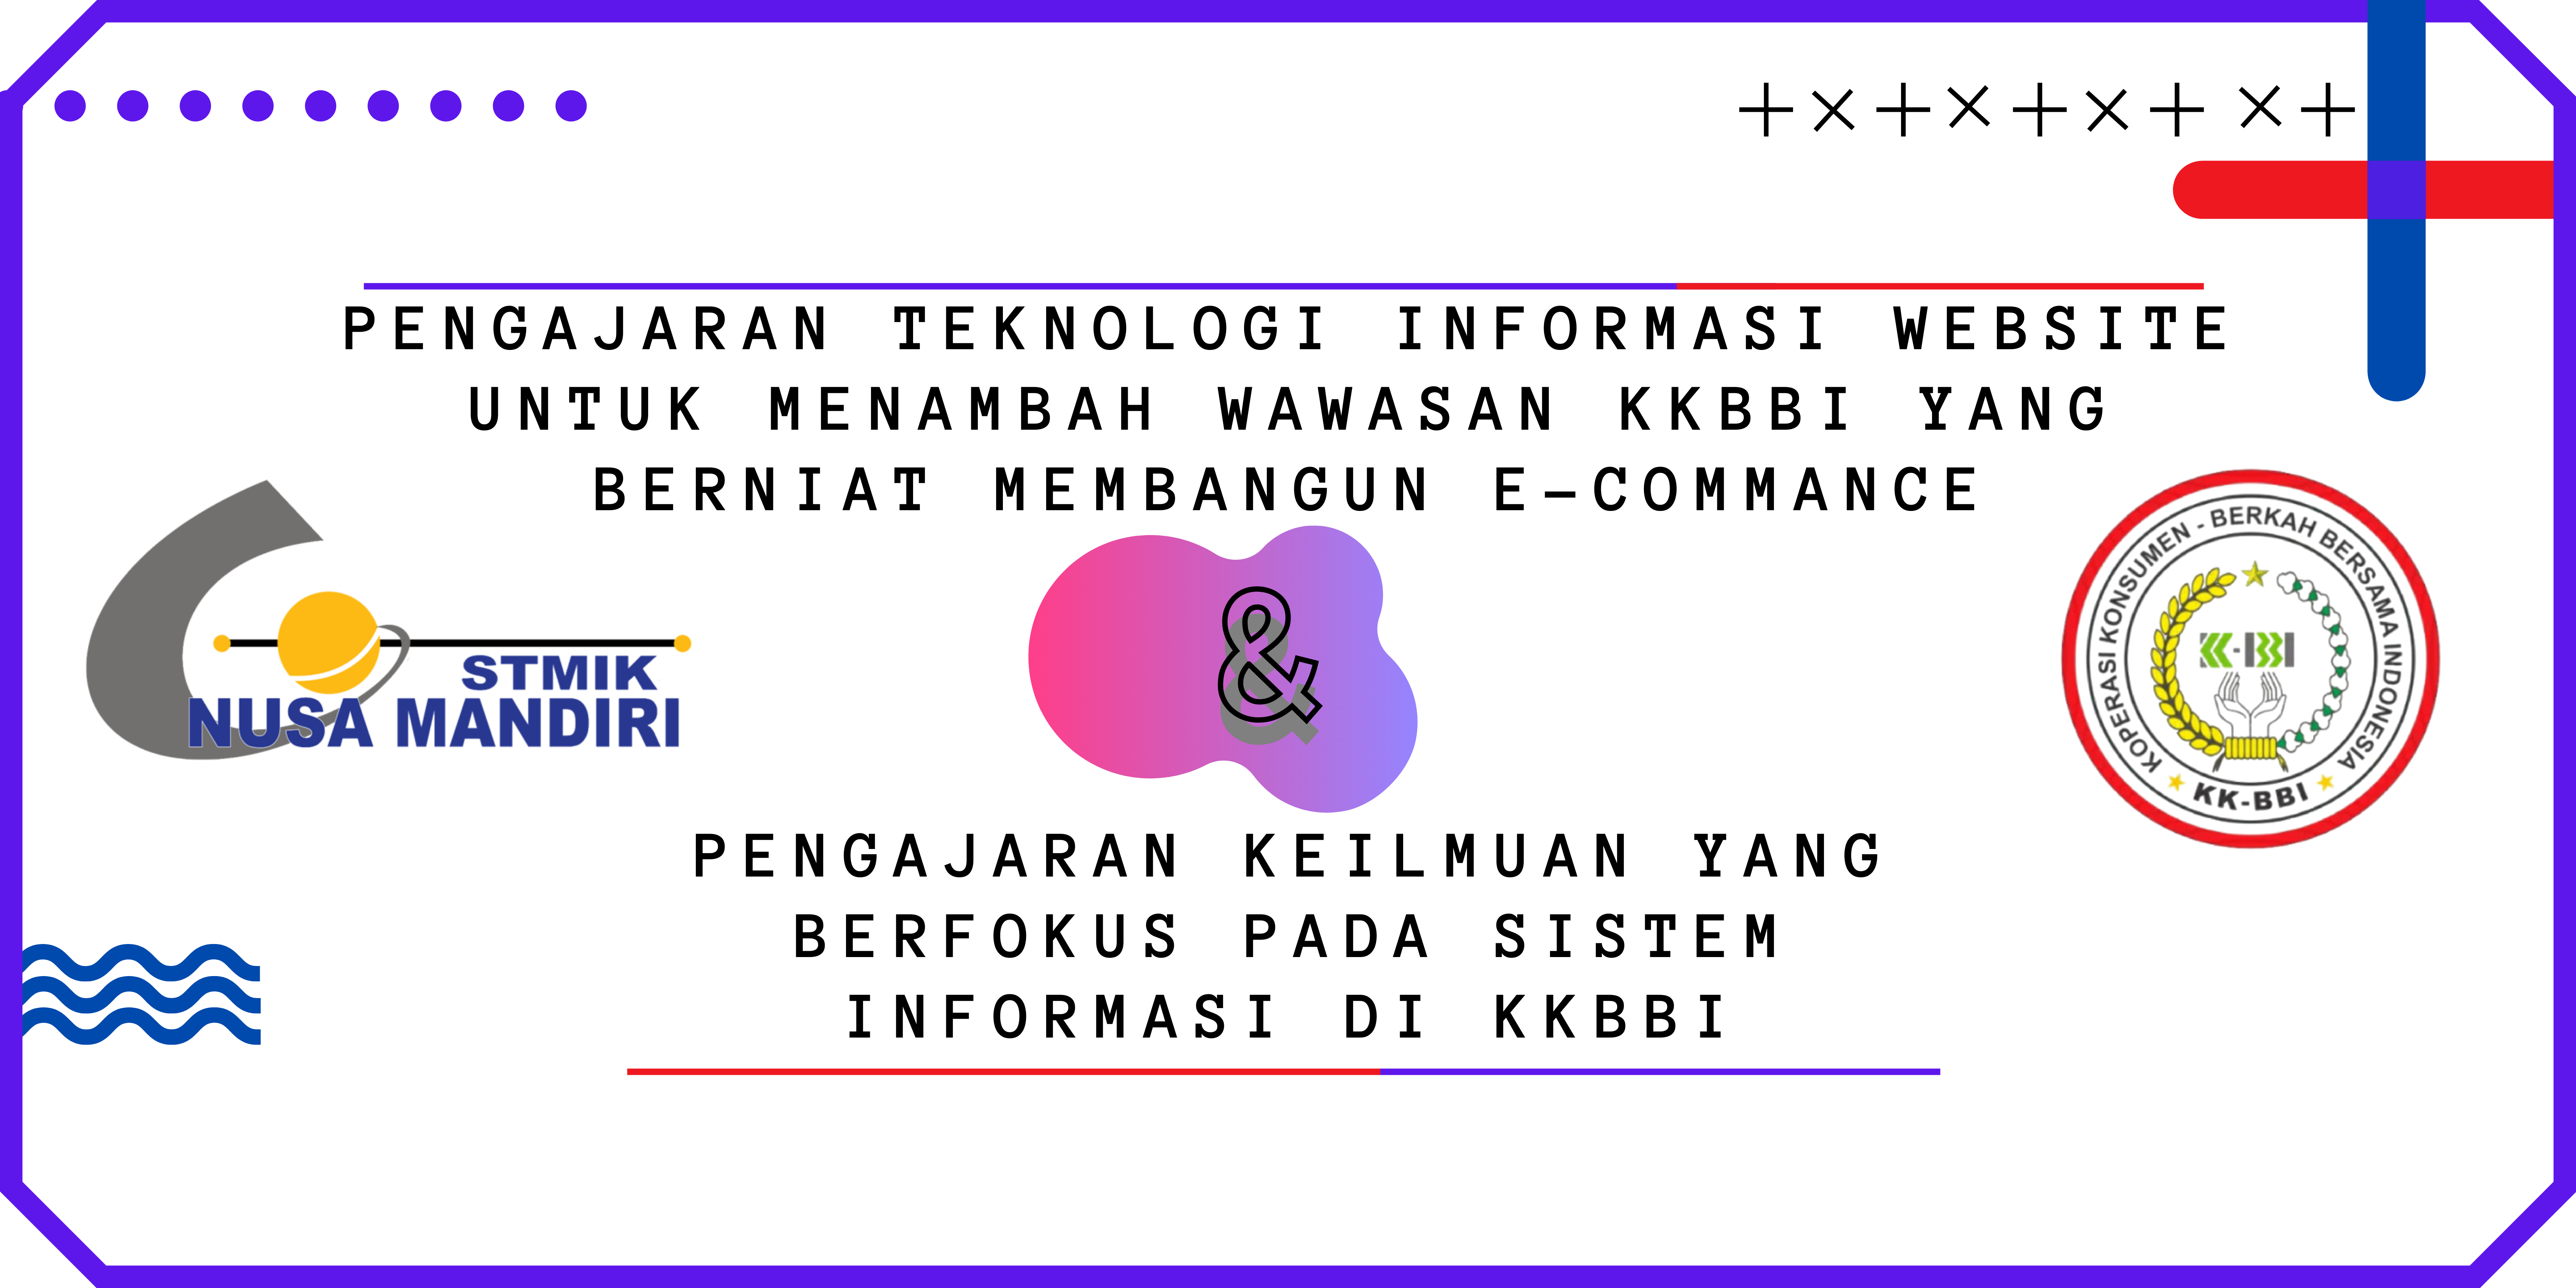 PENGAJARAN TEKNOLOGI INFORMASI WEBSITE
UNTUK MENAMBAH WAWASAN KKBBI YANG
BERNIAT MEMBANGUN E-COMMANCE
STMIK
NUSA MANDIRI
&
KOPERASI KONSUMEN - BERKAH BERSAMA INDONESIA
KK-BBI
KK-BBI
PENGAJARAN KEILMUAN YANG
BERFOKUS PADA SISTEM
INFORMASI DI KKBBI